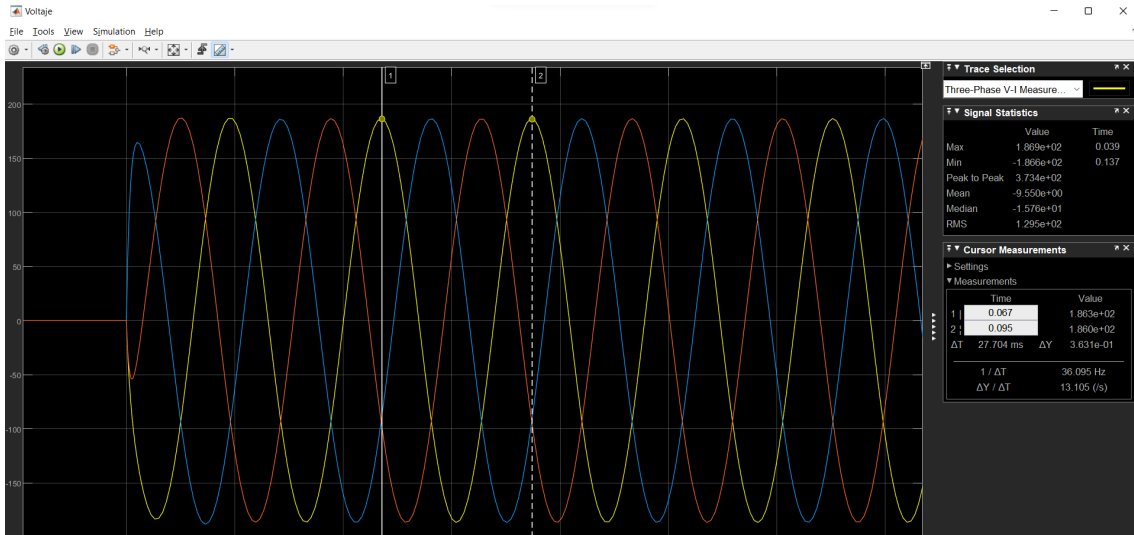 Voltaje
File Tools View Simulation Help
1
2
200
150
100
50
0
-50
-100
-150
Trace Selection
Three-Phase V-I Measure...
Signal Statistics
Value Time
Max 1.869e+02 0.039
Min -1.866e+02 0.137
Peak to Peak 3.734e+02
Mean -9.550e+00
Median -1.576e+01
RMS 1.295e+02
Cursor Measurements
Settings
Measurements
Time Value
1 | 0.067 1.863e+02
2 ¦ 0.095 1.860e+02
ΔT 27.704 ms ΔY 3.631e-01
1 / ΔT 36.095 Hz
ΔY / ΔT 13.105 (/s)